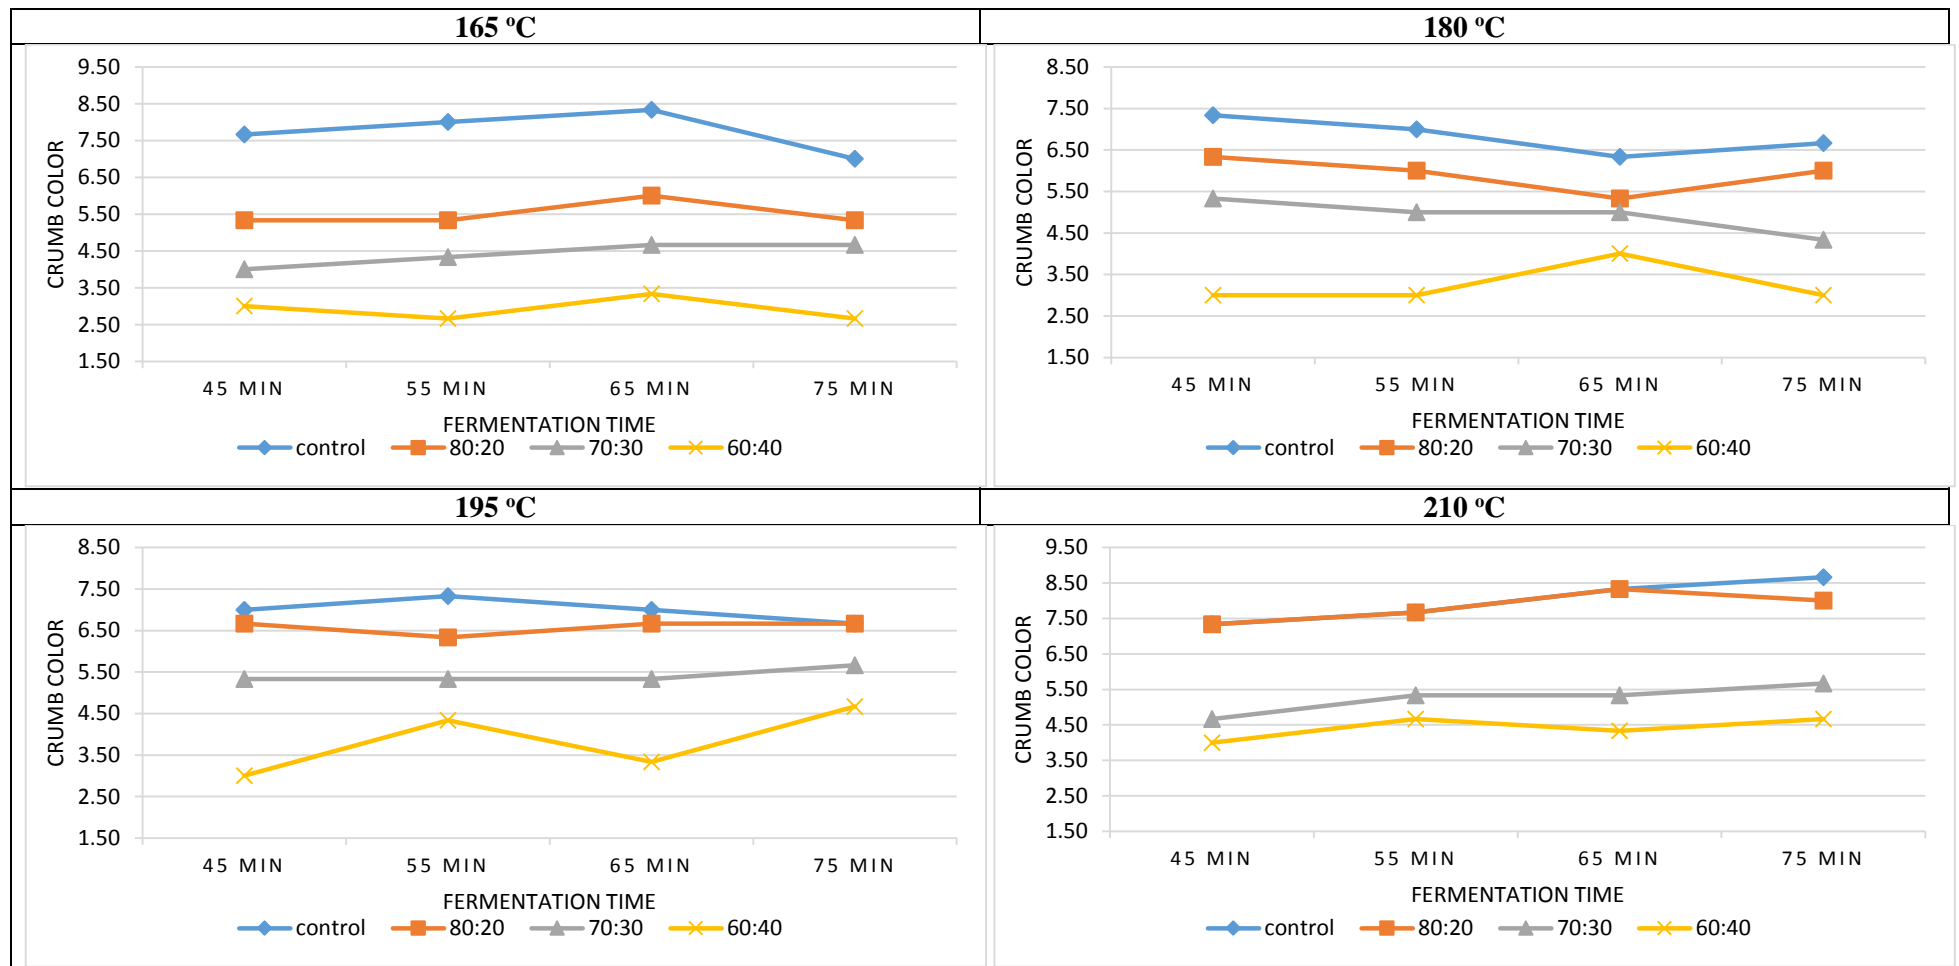 165 ºC
180 ºC
9.50
8.50
7.50
6.50
5.50
4.50
3.50
2.50
1.50
CRUMB COLOR
45 MIN 55 MIN 65 MIN 75 MIN
FERMENTATION TIME
control 80:20 70:30 60:40
8.50
7.50
6.50
5.50
4.50
3.50
2.50
1.50
CRUMB COLOR
45 MIN 55 MIN 65 MIN 75 MIN
FERMENTATION TIME
control 80:20 70:30 60:40
195 ºC
210 ºC
8.50
7.50
6.50
5.50
4.50
3.50
2.50
1.50
CRUMB COLOR
45 MIN 55 MIN 65 MIN 75 MIN
FERMENTATION TIME
control 80:20 70:30 60:40
9.50
8.50
7.50
6.50
5.50
4.50
3.50
2.50
1.50
CRUMB COLOR
45 MIN 55 MIN 65 MIN 75 MIN
FERMENTATION TIME
control 80:20 70:30 60:40